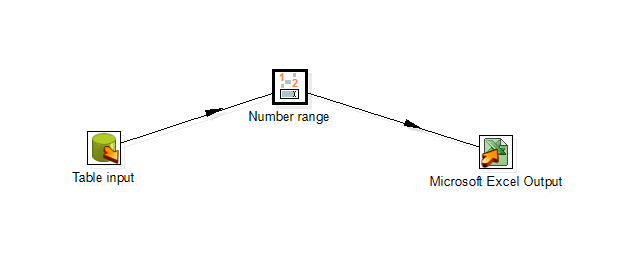 Number range
Table input
Microsoft Excel Output